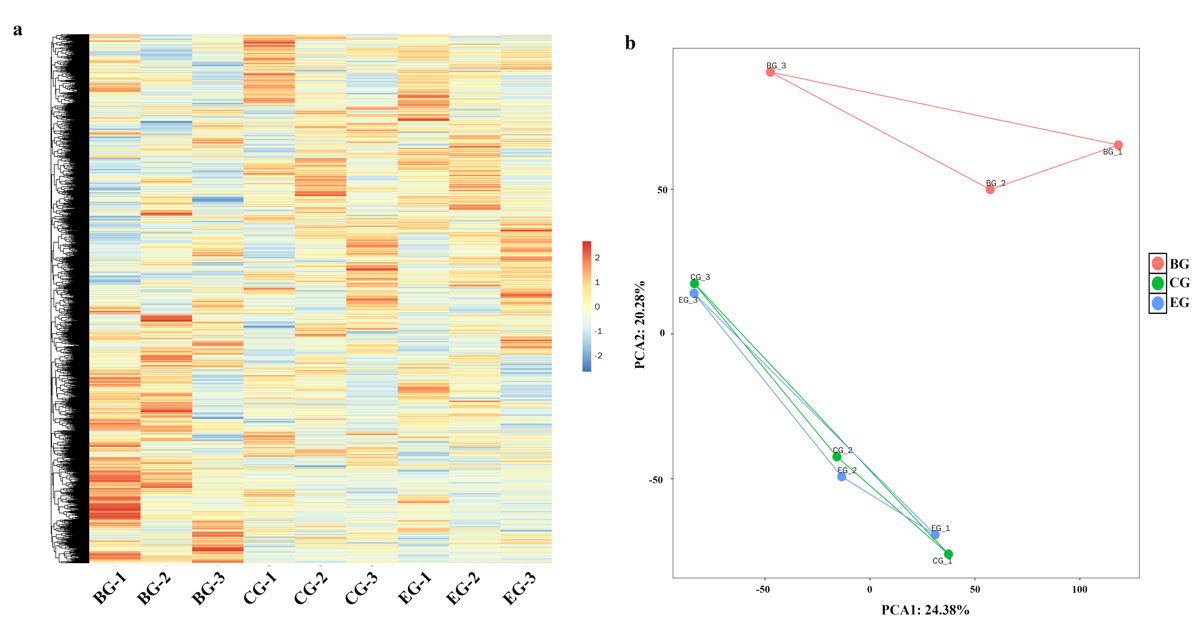 a
2
1
0
-1
-2
BG-1 BG-2 BG-3 CG-1 CG-2 CG-3 EG-1 EG-2 EG-3
b
BG_3
BG_1
BG_2
CG_3
EG_3
CG_2
EG_2
EG_1
CG_1
50
0
-50
PCA2: 20.28%
-50 0 50 100
PCA1: 24.38%
BG
CG
EG